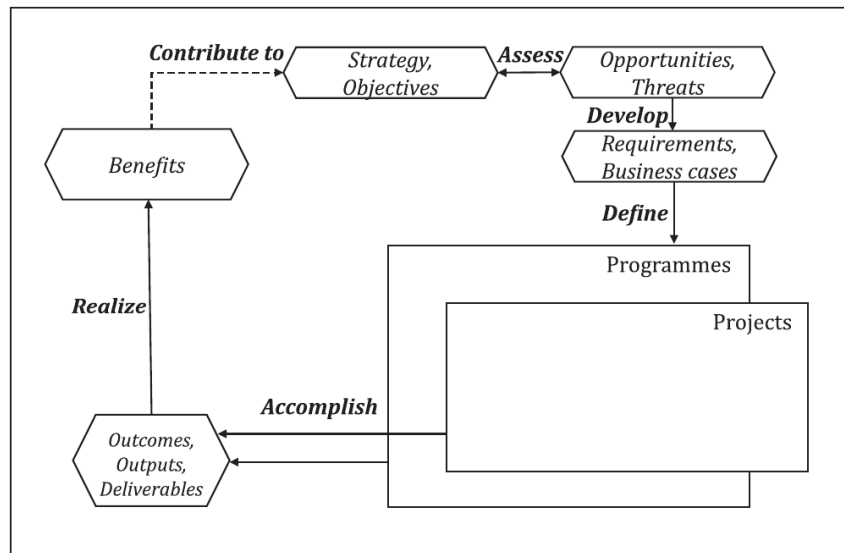 Contribute to
Strategy,
Objectives
Assess
Opportunities,
Threats
Develop
Requirements,
Business cases
Define
Benefits
Programmes
Projects
Realize
Accomplish
Outcomes,
Outputs,
Deliverables